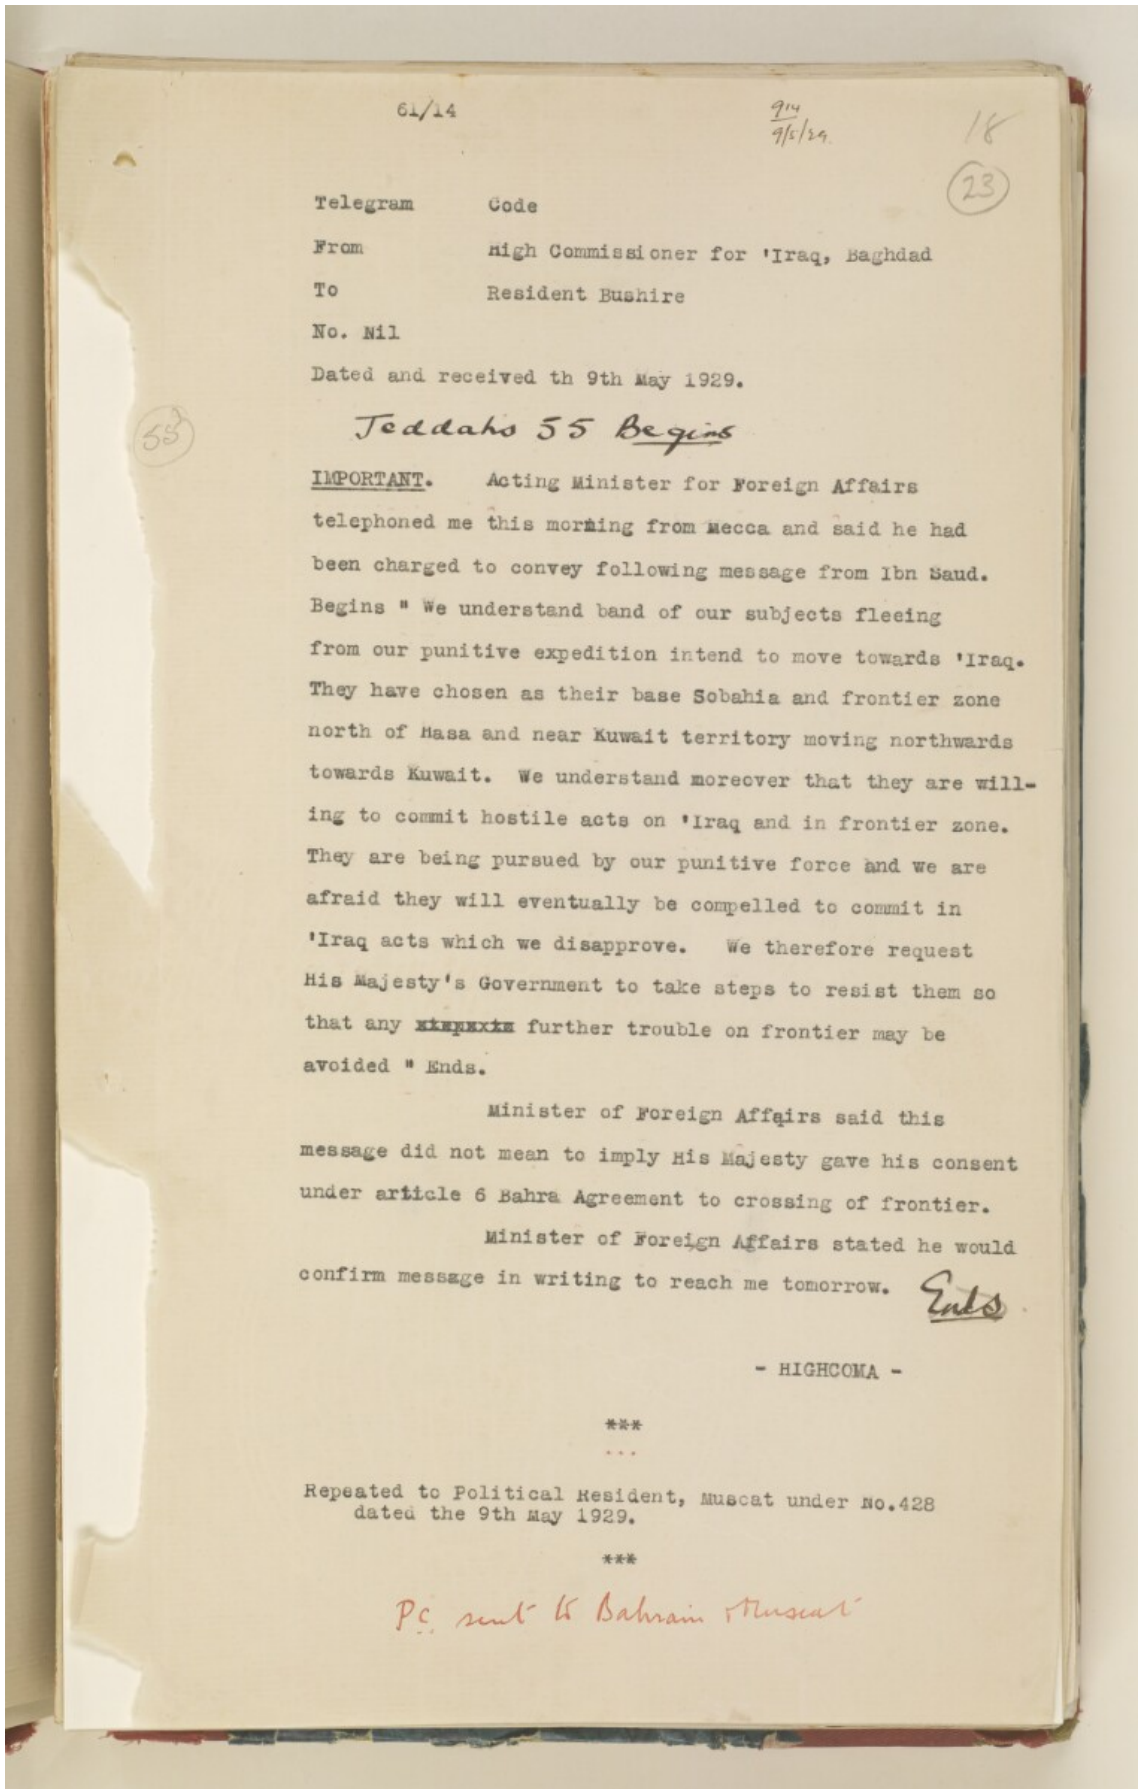 61/14
914
9/5/29
18
23
Telegram Code
From High Commissioner for 'Iraq, Baghdad
To Resident Bushire
No. Nil
Dated and received th 9th May 1929.
Jeddahs 55 Begins
55
IMPORTANT. Acting Minister for Foreign Affairs
telephoned me this morning from Mecca and said he had
been charged to convey following message from Ibn Saud.
Begins " We understand band of our subjects fleeing
from our punitive expedition intend to move towards 'Iraq.
They have chosen as their base Sobahia and frontier zone
north of Hasa and near Kuwait territory moving northwards
towards Kuwait. We understand moreover that they are will-
ing to commit hostile acts on 'Iraq and in frontier zone.
They are being pursued by our punitive force and we are
afraid they will eventually be compelled to commit in
'Iraq acts which we disapprove. We therefore request
His Majesty's Government to take steps to resist them so
that any further trouble on frontier may be
avoided " Ends.
Minister of Foreign Affairs said this
message did not mean to imply His Majesty gave his consent
under article 6 Bahra Agreement to crossing of frontier.
Minister of Foreign Affairs stated he would
confirm message in writing to reach me tomorrow. Ends
- HIGHCOMA -
***
...
Repeated to Political Resident, Muscat under No.428
dated the 9th May 1929.
***
Pc. sent to Bahrain & Muscat